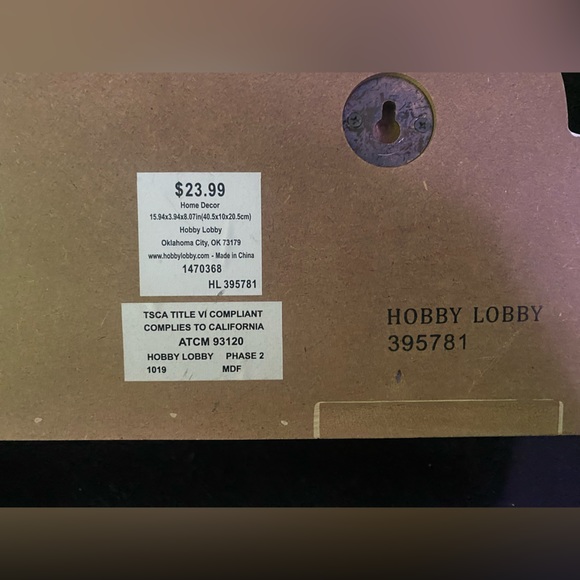 $23.99
Home Decor
15.94x3.94x8.07in(40.5x10x20.5cm)
Hobby Lobby
Oklahoma City, OK 73179
www.hobbylobby.com - Made in China
1470368
HL 395781
TSCA TITLE VI COMPLIANT
COMPLIES TO CALIFORNIA
ATCM 93120
HOBBY LOBBY PHASE 2
1019 MDF
HOBBY LOBBY
395781